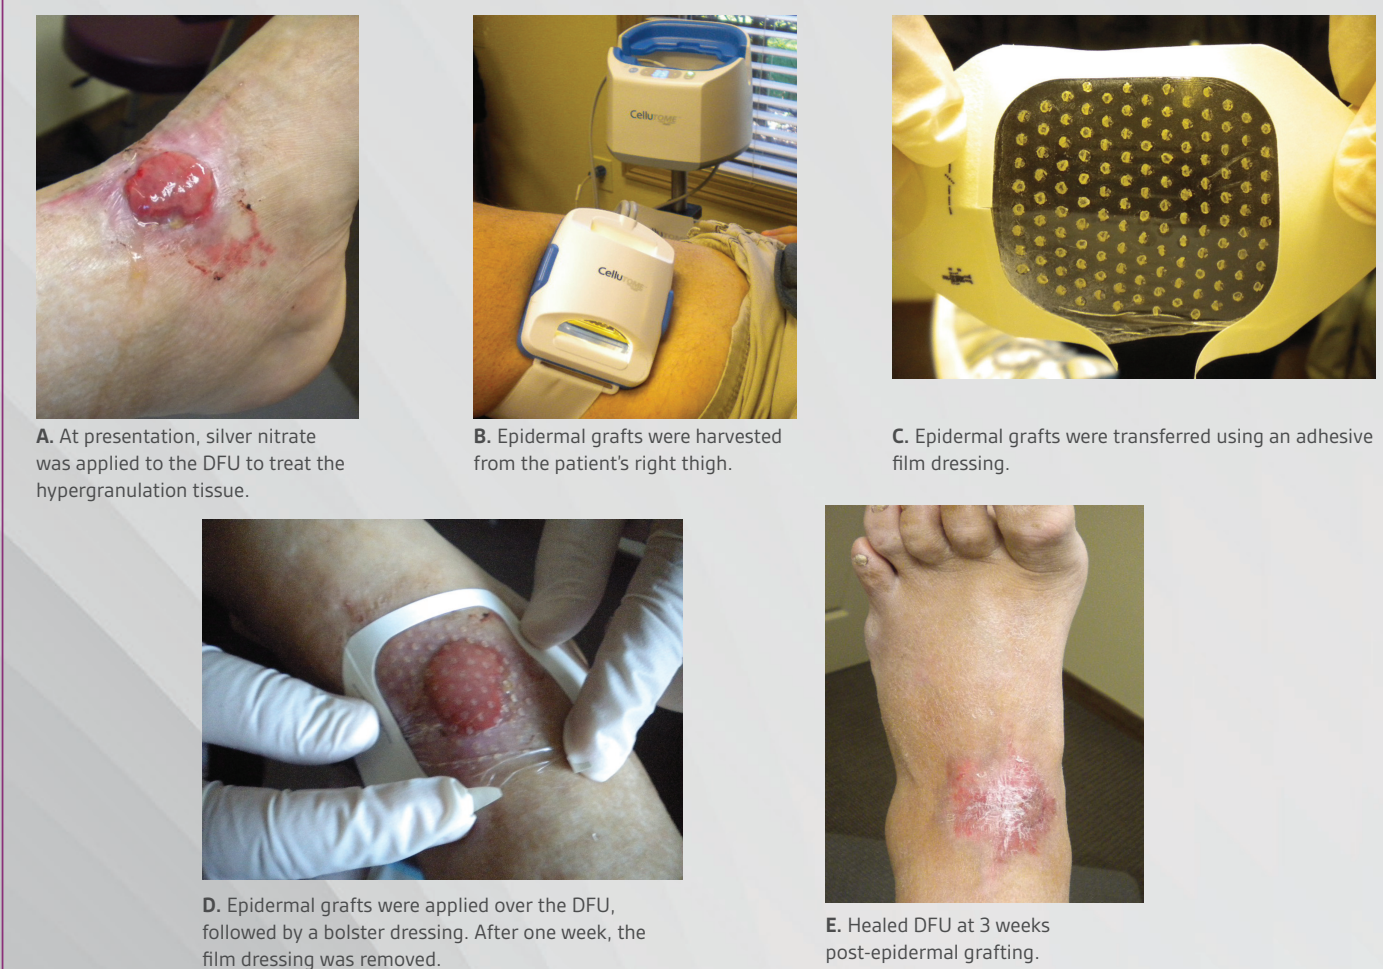 CelluTOME
CelluTOME
A. At presentation, silver nitrate
was applied to the DFU to treat the
hypergranulation tissue.
B. Epidermal grafts were harvested
from the patient's right thigh.
C. Epidermal grafts were transferred using an adhesive
film dressing.
D. Epidermal grafts were applied over the DFU,
followed by a bolster dressing. After one week, the
film dressing was removed.
E. Healed DFU at 3 weeks
post-epidermal grafting.